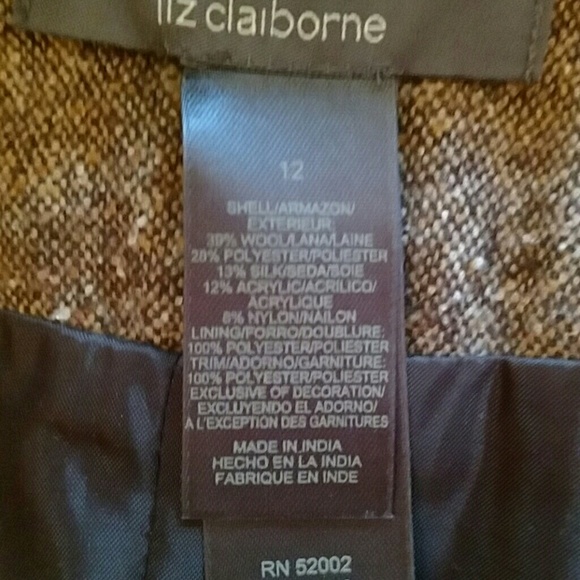 liz claiborne
12
SHELL/ARMAZON/
EXTERIEUR
39% WOOL/LANA/LAINE
28% POLYESTER/POLIESTER
13% SILK/SEDA/SOIE
12% ACRYLIC/ACRILICO/
ACRYLIQUE
8% NYLON/NAILON
LINING/FORRO/DOUBLURE:
100% POLYESTER/POLIESTER
TRIM/ADORNO/GARNITURE:
100% POLYESTER/POLIESTER
EXCLUSIVE OF DECORATION/
EXCLUYENDO EL ADORNO/
A L'EXCEPTION DES GARNITURES
MADE IN INDIA
HECHO EN LA INDIA
FABRIQUE EN INDE
RN 52002